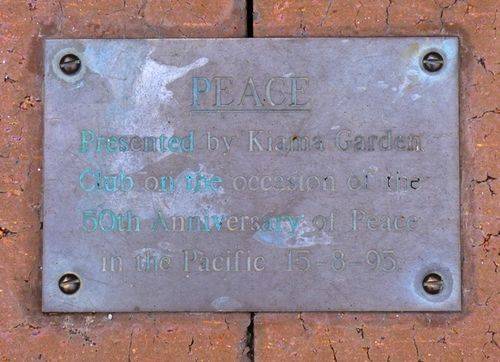 PEACE
Presented by Kiama Garden
Club on the occasion of the
50th Anniversary of Peace
in the Pacific 15-8-95.